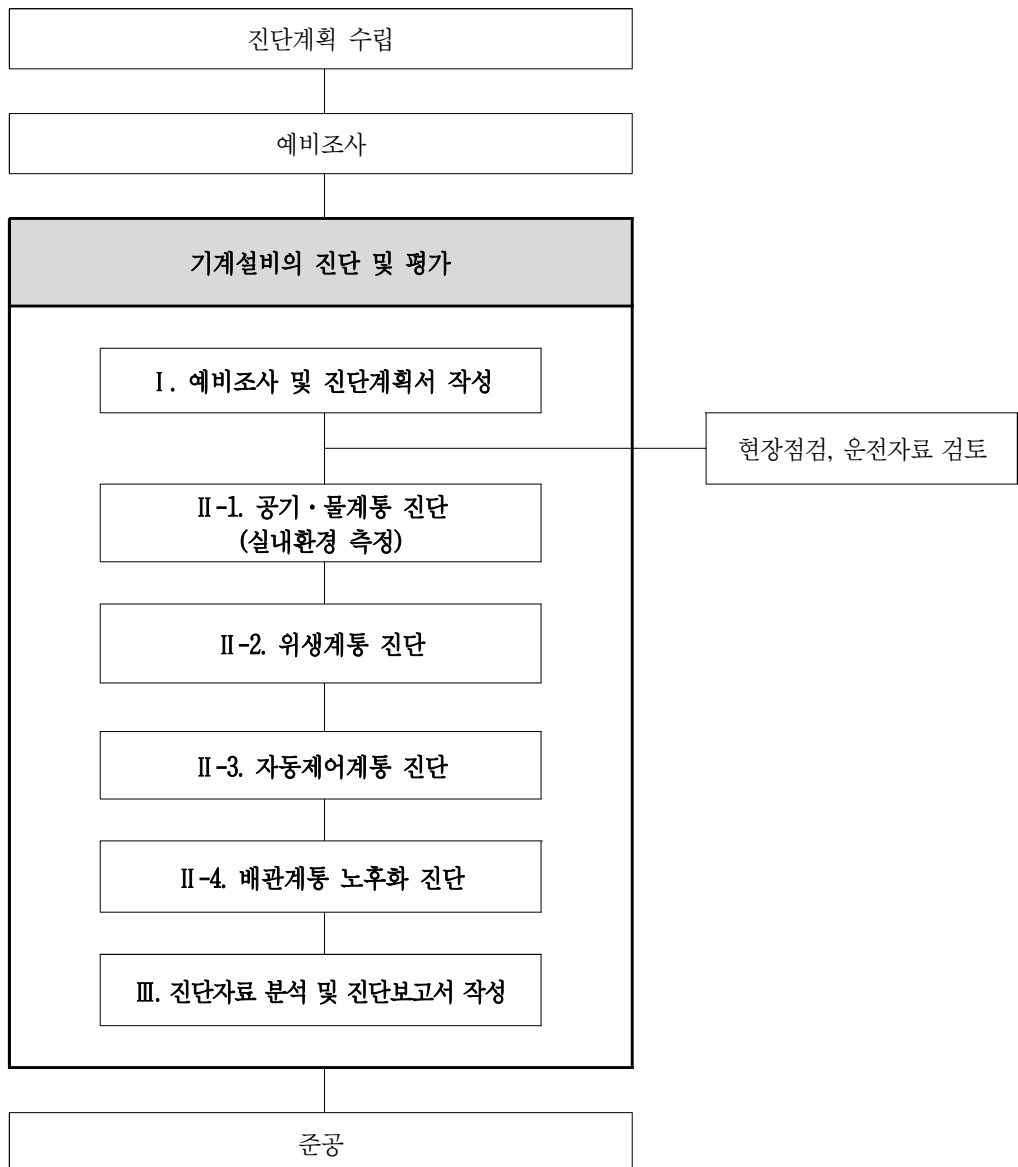 진단계획 수립
예비조사
기계설비의 진단 및 평가
Ⅰ. 예비조사 및 진단계획서 작성
현장점검, 운전자료 검토
Ⅱ-1. 공기·물계통 진단
(실내환경 측정)
Ⅱ-2. 위생계통 진단
Ⅱ-3. 자동제어계통 진단
Ⅱ-4. 배관계통 노후화 진단
Ⅲ. 진단자료 분석 및 진단보고서 작성
준공